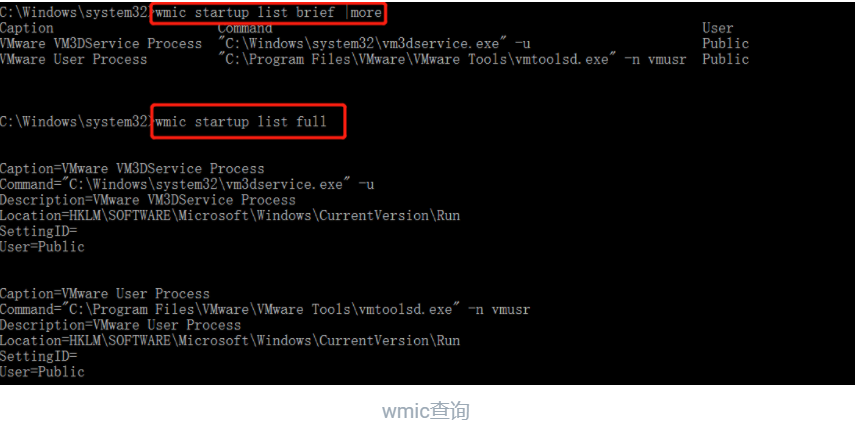 C:\Windows\system32>wmic startup list brief |more
Caption Command User
VMware VM3DService Process "C:\Windows\system32\vm3dservice.exe" -u Public
VMware User Process "C:\Program Files\VMware\VMware Tools\vmtoolsd.exe" -n vmusr Public
C:\Windows\system32>wmic startup list full
Caption=VMware VM3DService Process
Command="C:\Windows\system32\vm3dservice.exe" -u
Description=VMware VM3DService Process
Location=HKLM\SOFTWARE\Microsoft\Windows\CurrentVersion\Run
SettingID=
User=Public
Caption=VMware User Process
Command="C:\Program Files\VMware\VMware Tools\vmtoolsd.exe" -n vmusr
Description=VMware User Process
Location=HKLM\SOFTWARE\Microsoft\Windows\CurrentVersion\Run
SettingID=
User=Public
wmic查询